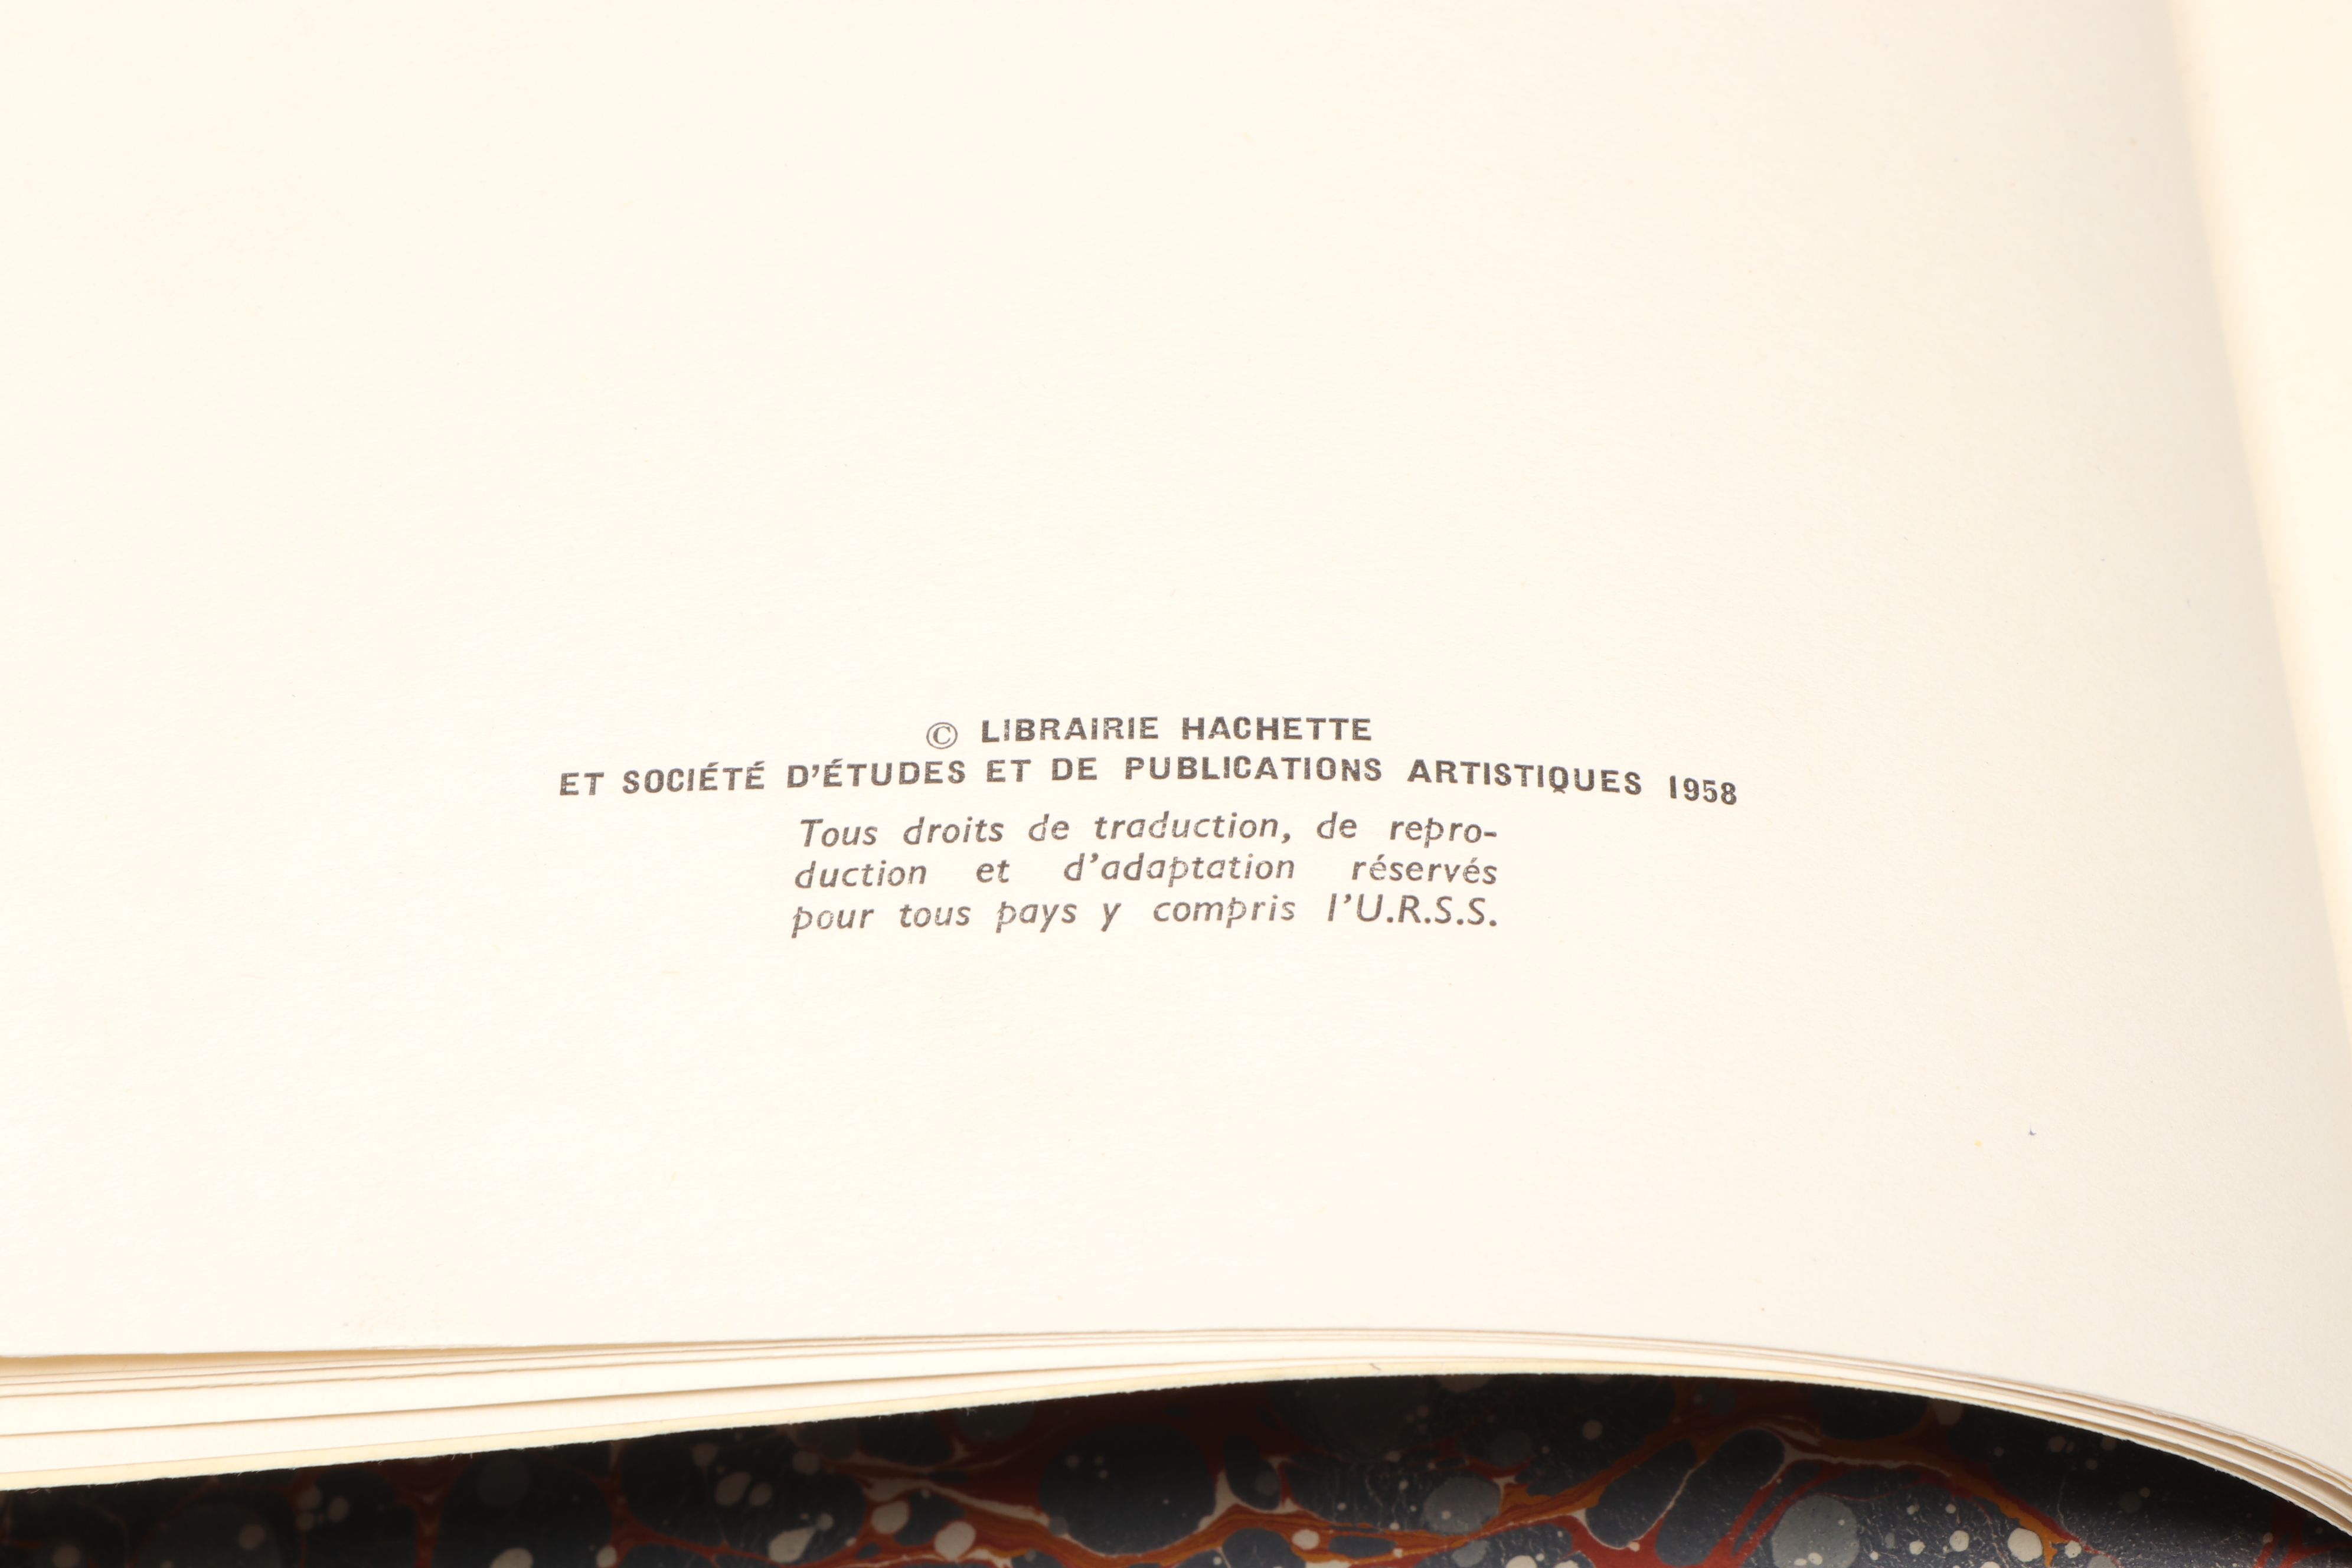 © LIBRAIRIE HACHETTE
ET SOCIÉTÉ D'ÉTUDES ET DE PUBLICATIONS ARTISTIQUES 1958
Tous droits de traduction, de repro-
duction et d'adaptation réservés
pour tous pays y compris l'U.R.S.S.